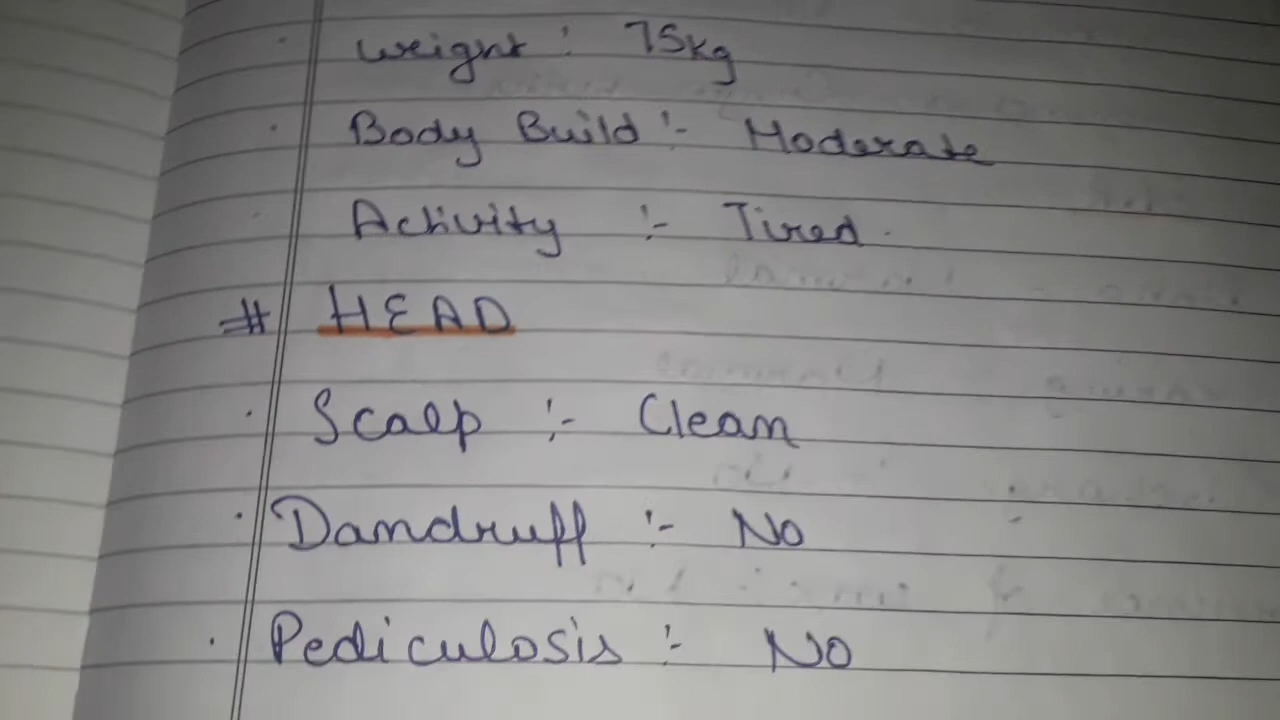 · Weight : 75kg
· Body Build :- Moderate
· Activity :- Tired.
# HEAD
· Scalp :- Clean
· Dandruff :- No
· Pediculosis :- No